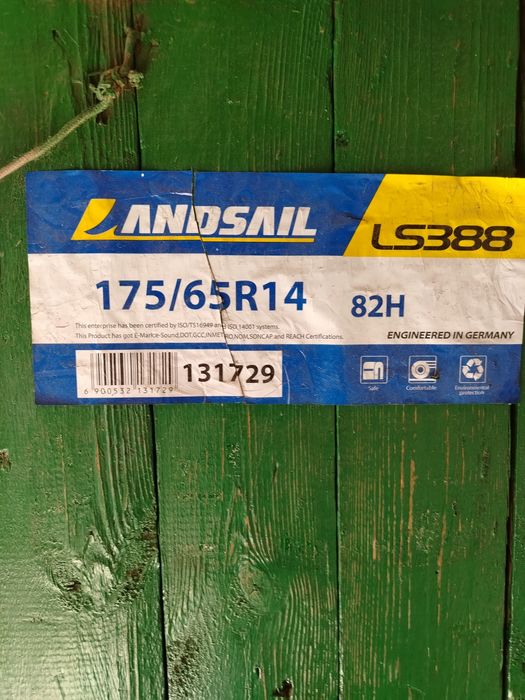 LANDSAIL
LS388
175/65R14 82H
This enterprise has been certified by ISO/TS16949 and ISO 14001 systems.
This Product has got E-Marke-Sound,DOT,GCC,INMETRO,NOM,SONCAP and REACH Certifications.
ENGINEERED IN GERMANY
131729
6 900532 131729
Safe
Comfortable
Environmental
protection